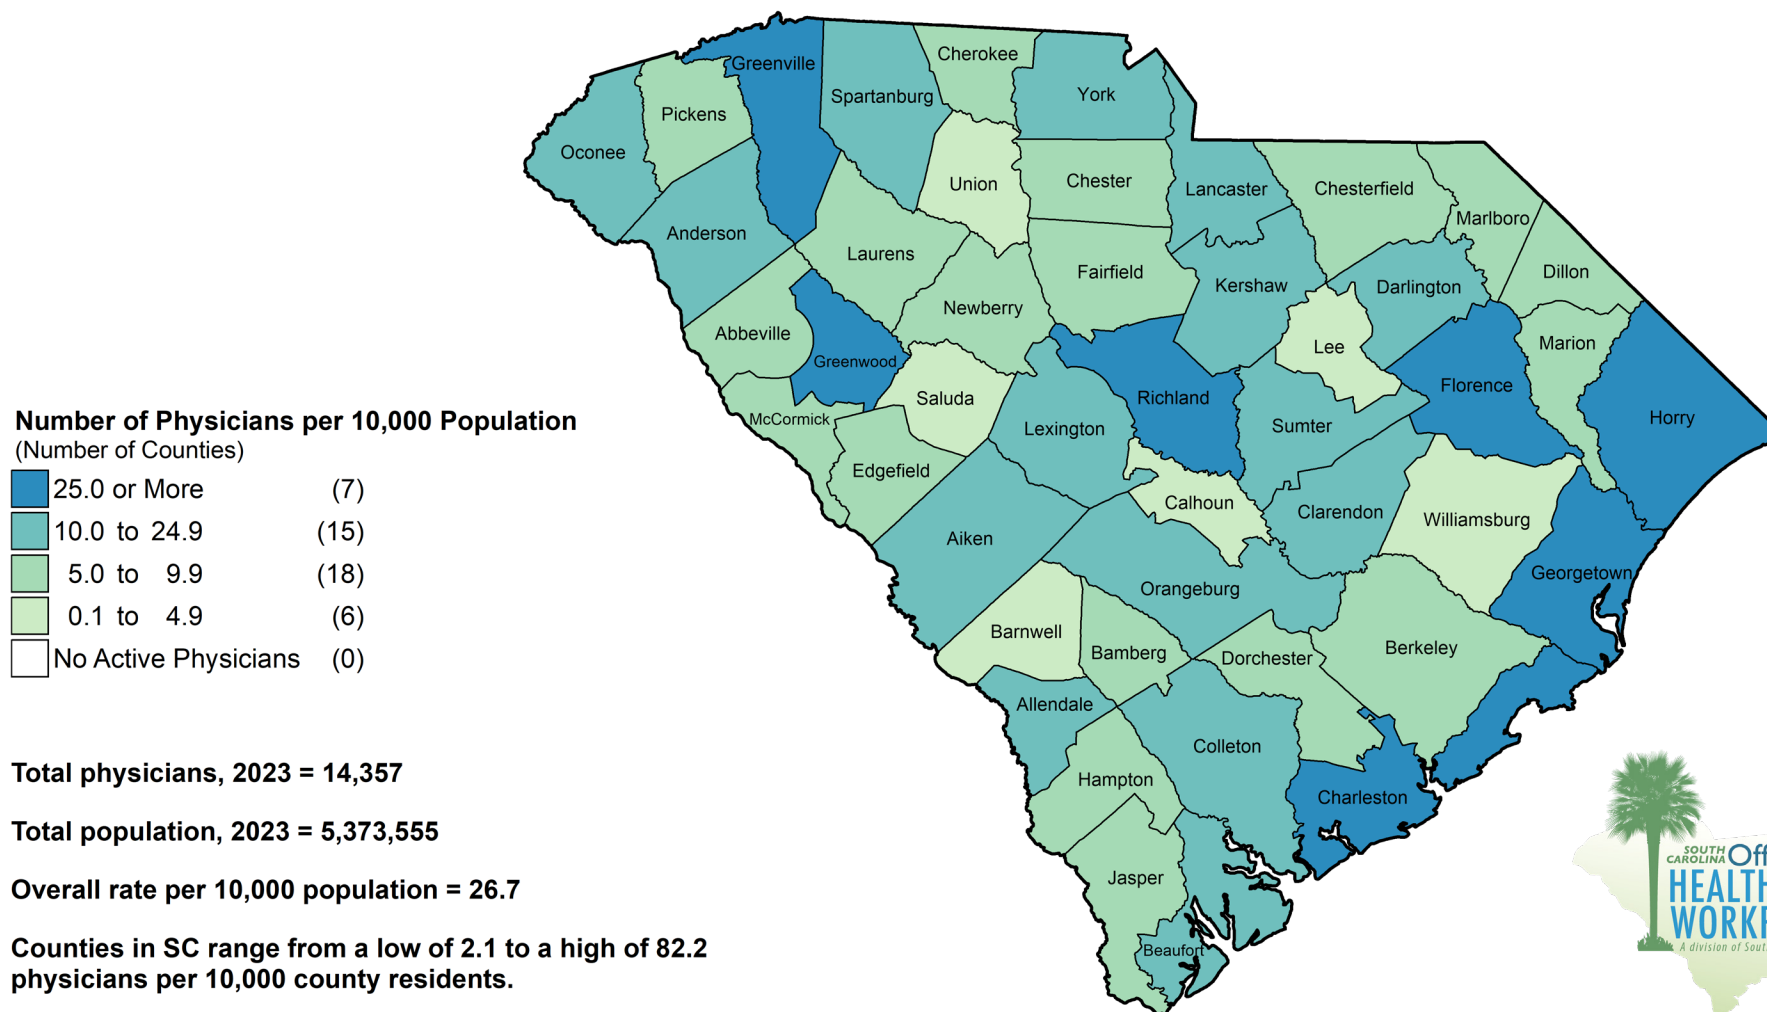 Cherokee
Greenville
Spartanburg
York
Pickens
Oconee
Union
Chester
Lancaster
Chesterfield
Marlboro
Anderson
Laurens
Fairfield
Kershaw
Darlington
Dillon
Newberry
Abbeville
Greenwood
Lee
Marion
Florence
Saluda
Richland
Horry
McCormick
Lexington
Sumter
Edgefield
Calhoun
Clarendon
Williamsburg
Aiken
Georgetown
Orangeburg
Barnwell
Bamberg
Dorchester
Berkeley
Allendale
Colleton
Hampton
Charleston
Jasper
Beaufort
Number of Physicians per 10,000 Population
(Number of Counties)
25.0 or More (7)
10.0 to 24.9 (15)
5.0 to 9.9 (18)
0.1 to 4.9 (6)
No Active Physicians (0)
Total physicians, 2023 = 14,357
Total population, 2023 = 5,373,555
Overall rate per 10,000 population = 26.7
Counties in SC range from a low of 2.1 to a high of 82.2
physicians per 10,000 county residents.
SOUTH
CAROLINA Off
HEALTH
WORKF
A division of Sout